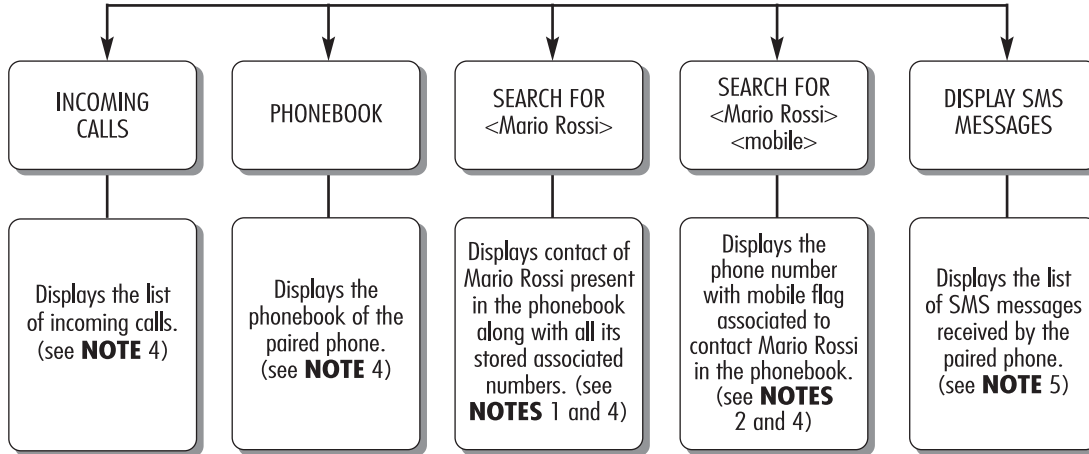 INCOMING
CALLS
PHONEBOOK
SEARCH FOR
<Mario Rossi>
SEARCH FOR
<Mario Rossi>
<mobile>
DISPLAY SMS
MESSAGES
Displays the list
of incoming calls.
(see NOTE 4)
Displays the
phonebook of the
paired phone.
(see NOTE 4)
Displays contact of
Mario Rossi present
in the phonebook
along with all its
stored associated
numbers. (see
NOTES 1 and 4)
Displays the
phone number
with mobile flag
associated to
contact Mario Rossi
in the phonebook.
(see NOTES
2 and 4)
Displays the list
of SMS messages
received by the
paired phone.
(see NOTE 5)